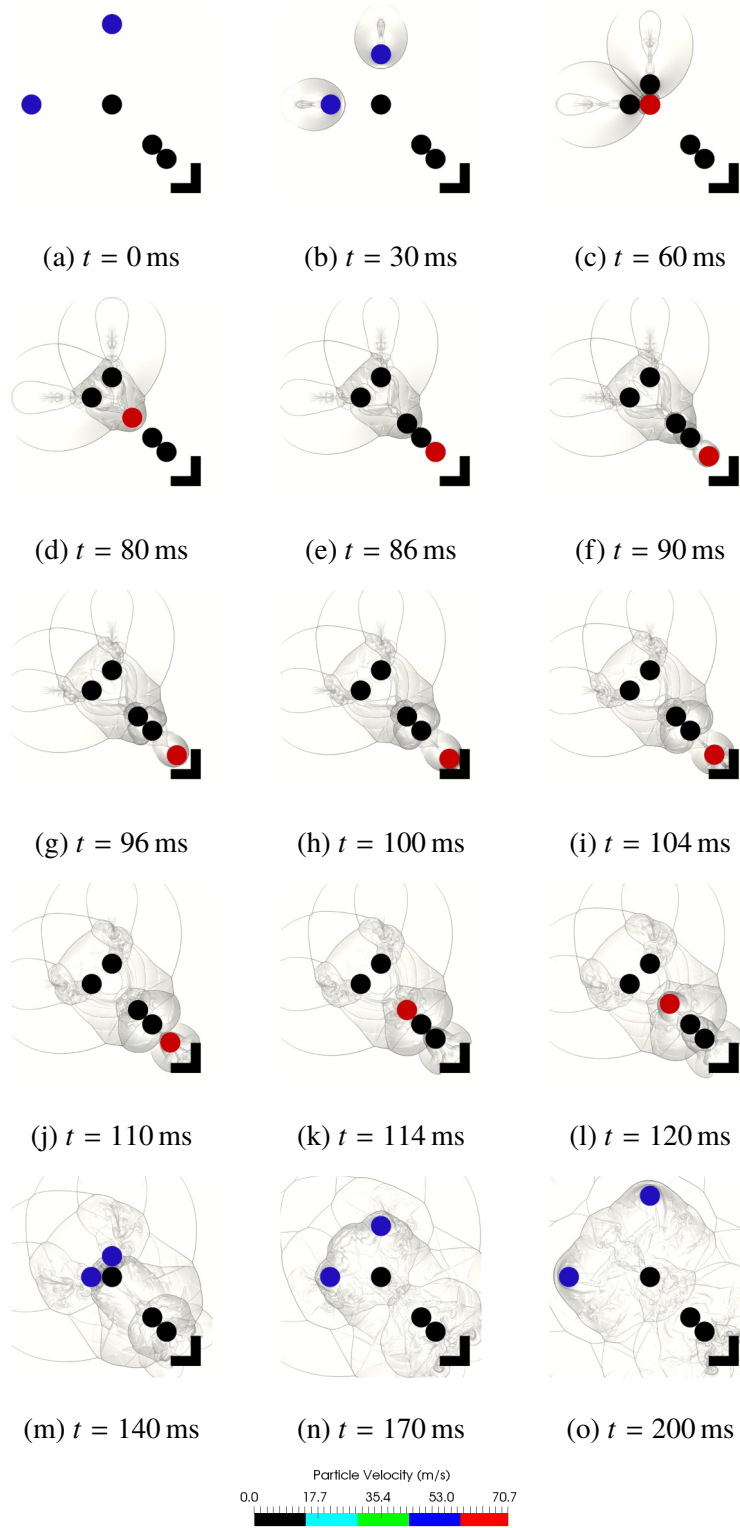 (a) t = 0 ms
(b) t = 30 ms
(c) t = 60 ms
(d) t = 80 ms
(e) t = 86 ms
(f) t = 90 ms
(g) t = 96 ms
(h) t = 100 ms
(i) t = 104 ms
(j) t = 110 ms
(k) t = 114 ms
(l) t = 120 ms
(m) t = 140 ms
(n) t = 170 ms
(o) t = 200 ms
Particle Velocity (m/s)
0.0 17.7 35.4 53.0 70.7